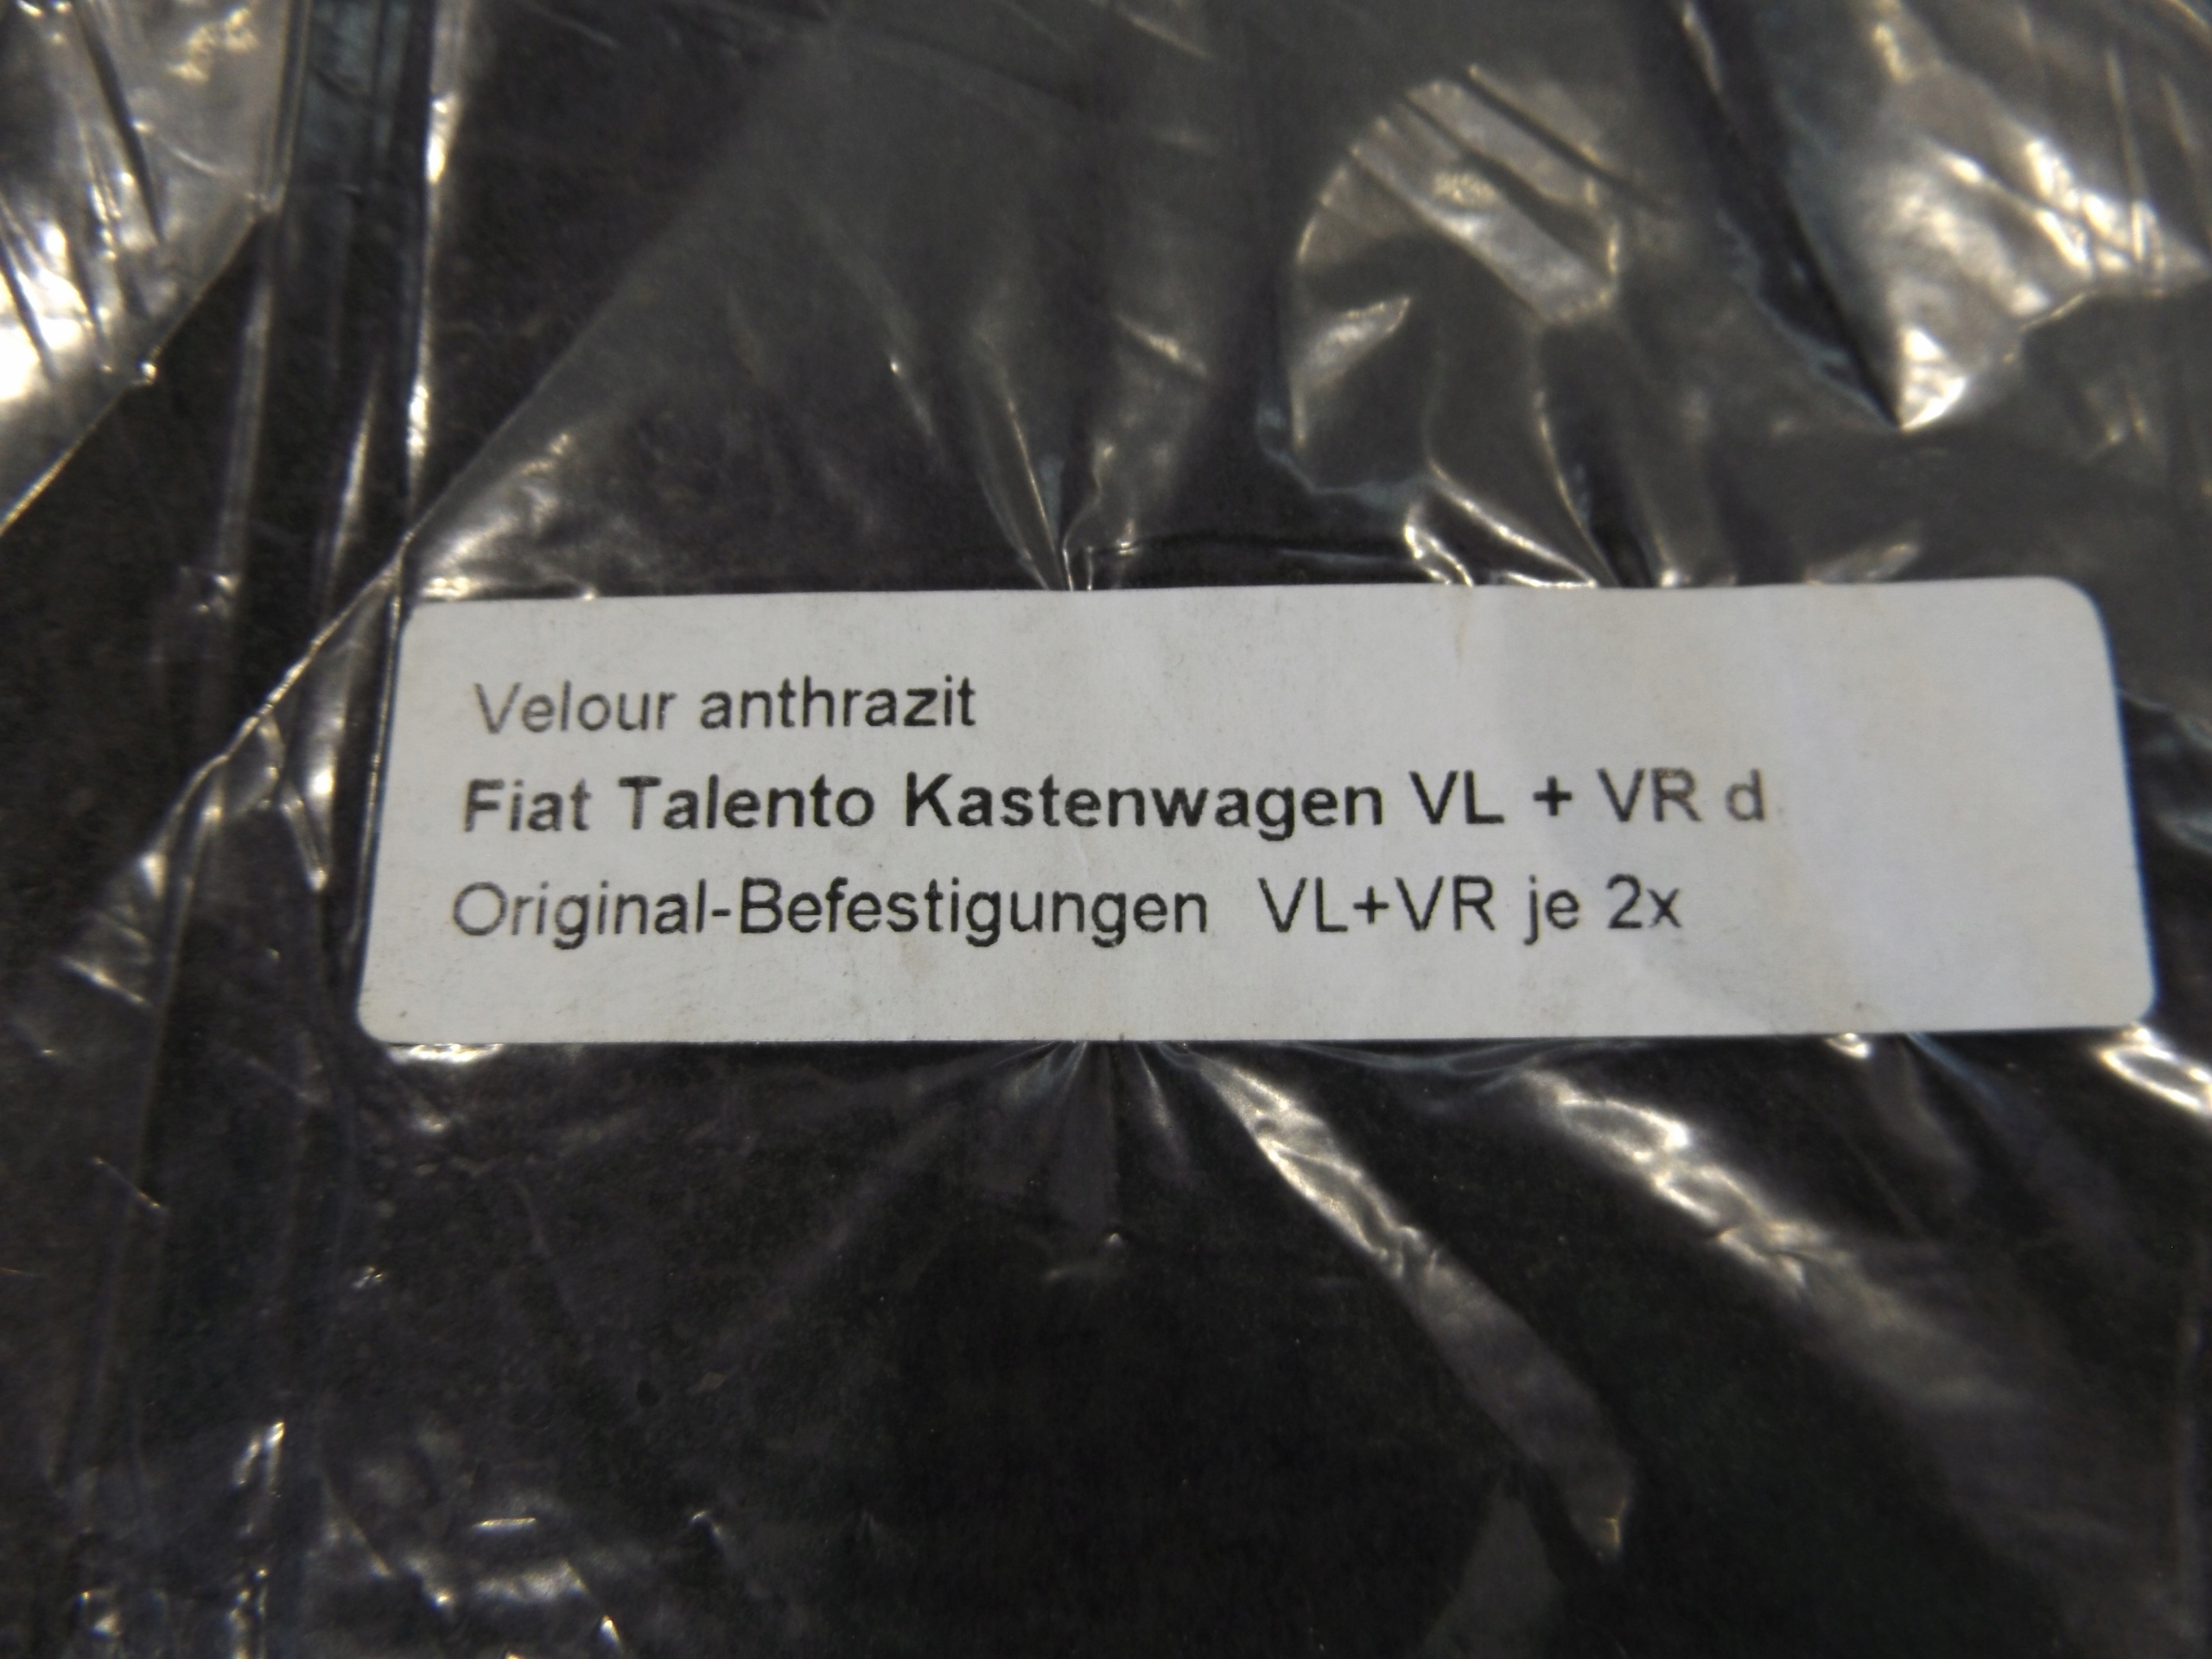 Velour anthrazit
Fiat Talento Kastenwagen VL + VR d
Original-Befestigungen VL+VR je 2x